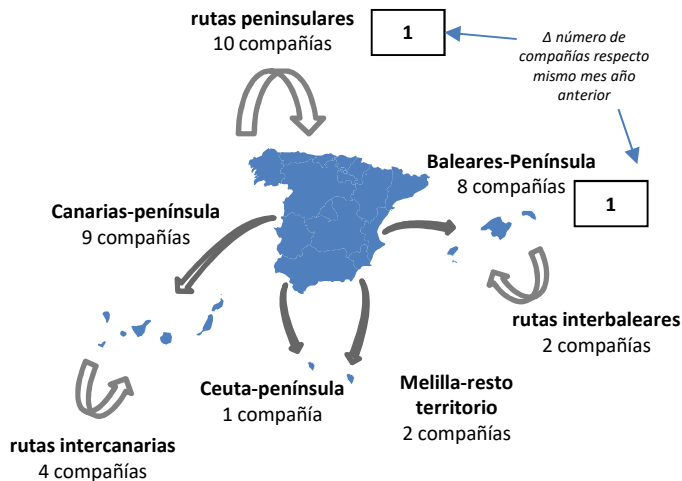 rutas peninsulares
10 compañías
1
Δ número de
compañías respecto
mismo mes año
anterior
Baleares-Península
8 compañías
1
Canarias-península
9 compañías
rutas interbaleares
2 compañías
Ceuta-península
1 compañía
Melilla-resto
territorio
2 compañías
rutas intercanarias
4 compañías